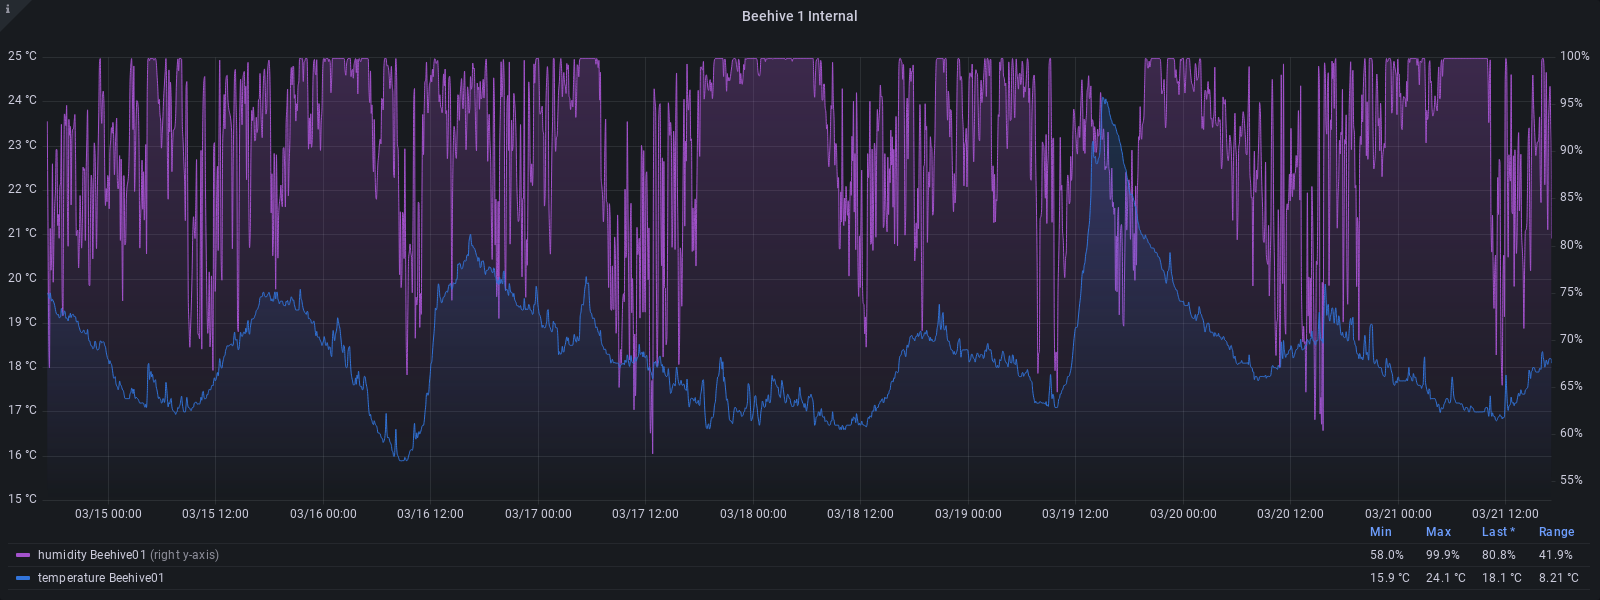 i
Beehive 1 Internal
25 °C 100%
24 °C 95%
23 °C 90%
22 °C 85%
21 °C 80%
20 °C 75%
19 °C 70%
18 °C 65%
17 °C 60%
16 °C 55%
15 °C
03/15 00:00 03/15 12:00 03/16 00:00 03/16 12:00 03/17 00:00 03/17 12:00 03/18 00:00 03/18 12:00 03/19 00:00 03/19 12:00 03/20 00:00 03/20 12:00 03/21 00:00 03/21 12:00
Min Max Last * Range
humidity Beehive01 (right y-axis) 58.0% 99.9% 80.8% 41.9%
temperature Beehive01 15.9 °C 24.1 °C 18.1 °C 8.21 °C